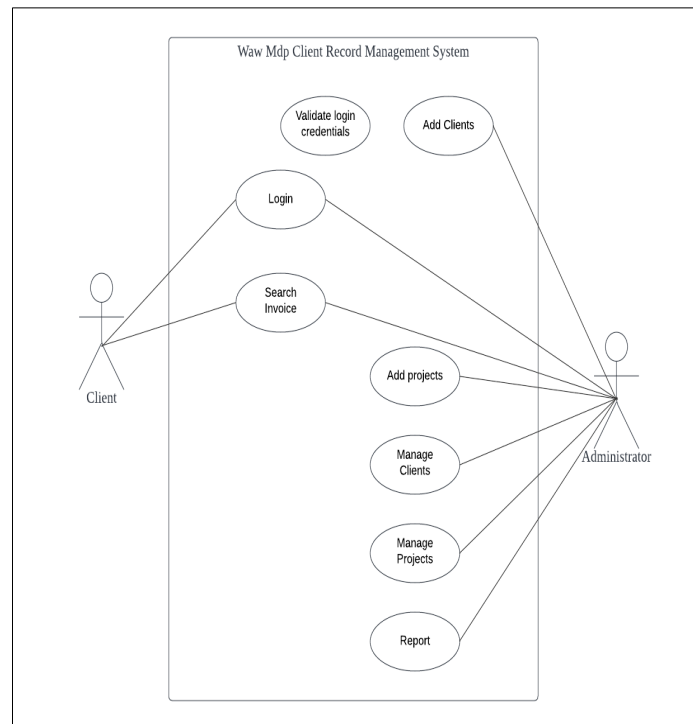 Waw Mdp Client Record Management System
Validate login
credentials
Add Clients
Login
Search
Invoice
Add projects
Client
Manage
Clients
Administrator
Manage
Projects
Report